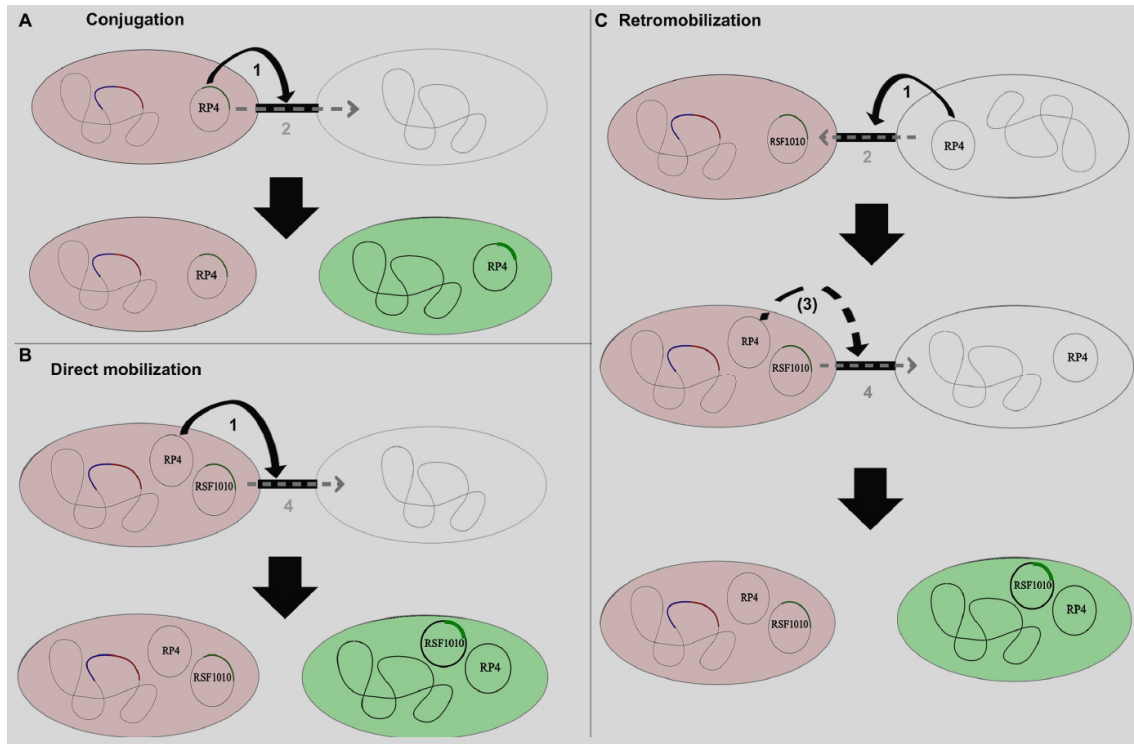 A Conjugation
1
RP4
2
RP4
RP4
B
Direct mobilization
1
RP4
RSF1010
4
RP4
RSF1010
RSF1010
RP4
C Retromobilization
1
RSF1010
RP4
2
(3)
RP4
RSF1010
RP4
4
RP4
RSF1010
RSF1010
RP4